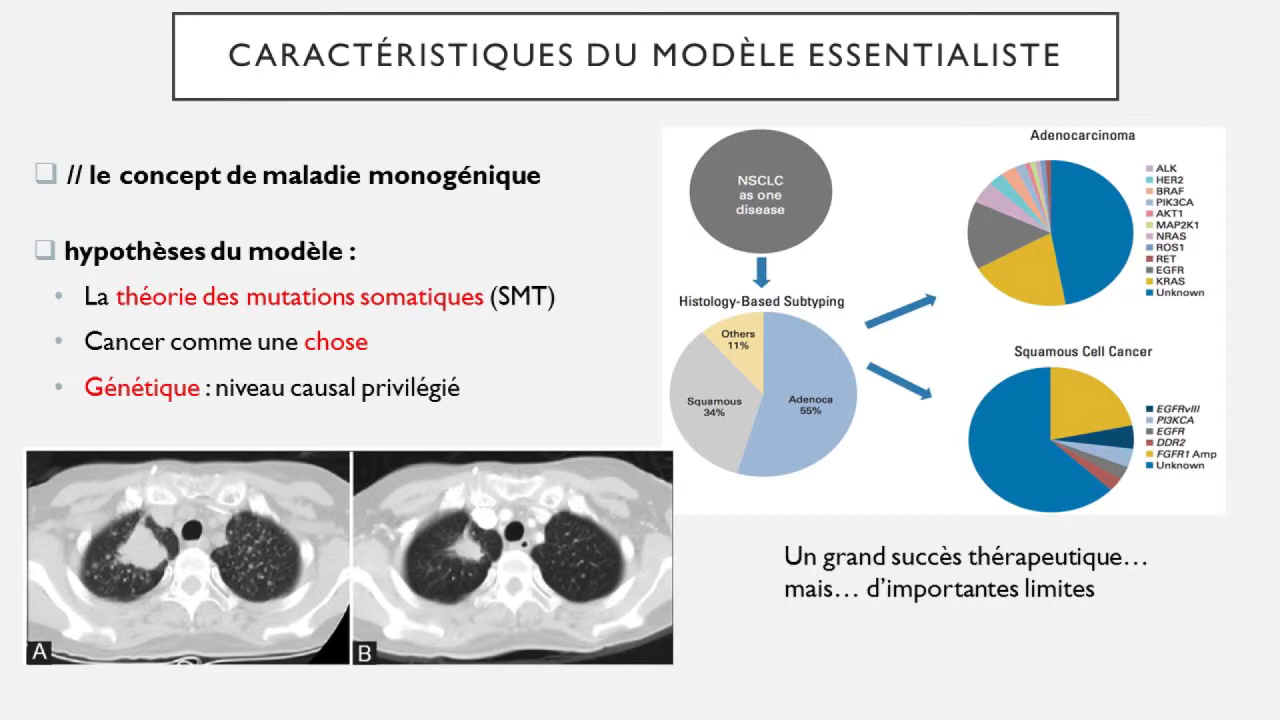 CARACTÉRISTIQUES DU MODÈLE ESSENTIALISTE
// le concept de maladie monogénique
hypothèses du modèle :
• La théorie des mutations somatiques (SMT)
• Cancer comme une chose
• Génétique : niveau causal privilégié
NSCLC
as one
disease
Histology-Based Subtyping
Others
11%
Squamous
34%
Adenoca
55%
Adenocarcinoma
ALK
HER2
BRAF
PIK3CA
AKT1
MAP2K1
NRAS
ROS1
RET
EGFR
KRAS
Unknown
Squamous Cell Cancer
EGFRvIII
PI3KCA
EGFR
DDR2
FGFR1 Amp
Unknown
A
B
Un grand succès thérapeutique…
mais… d’importantes limites